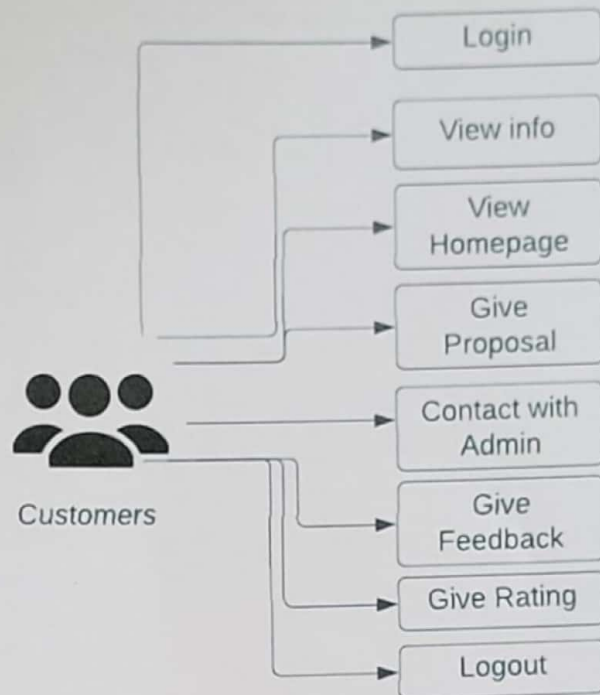 Login
View info
View
Homepage
Give
Proposal
Contact with
Admin
Give
Feedback
Give Rating
Logout
Customers